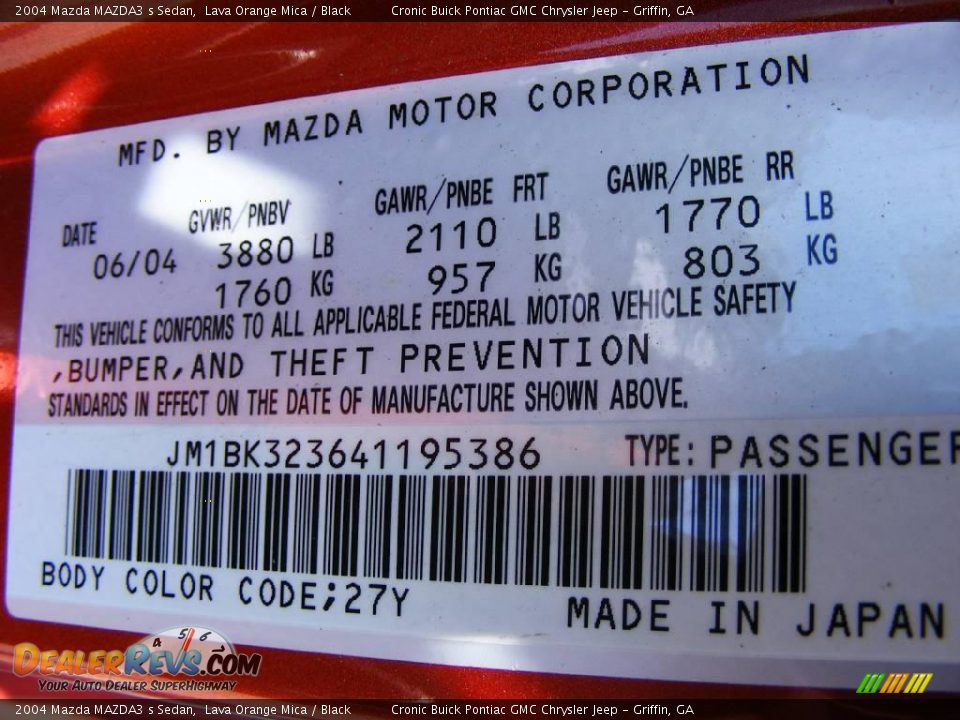 2004 Mazda MAZDA3 s Sedan, Lava Orange Mica / Black Cronic Buick Pontiac GMC Chrysler Jeep - Griffin, GA
MFD. BY MAZDA MOTOR CORPORATION
DATE GVWR/PNBV GAWR/PNBE FRT GAWR/PNBE RR
06/04 3880 LB 2110 LB 1770 LB
1760 KG 957 KG 803 KG
THIS VEHICLE CONFORMS TO ALL APPLICABLE FEDERAL MOTOR VEHICLE SAFETY
,BUMPER,AND THEFT PREVENTION
STANDARDS IN EFFECT ON THE DATE OF MANUFACTURE SHOWN ABOVE.
JM1BK323641195386 TYPE: PASSENGER
BODY COLOR CODE;27Y
MADE IN JAPAN
4 5 6
DEALERREVS.COM
YOUR AUTO DEALER SUPERHIGHWAY
2004 Mazda MAZDA3 s Sedan, Lava Orange Mica / Black Cronic Buick Pontiac GMC Chrysler Jeep - Griffin, GA